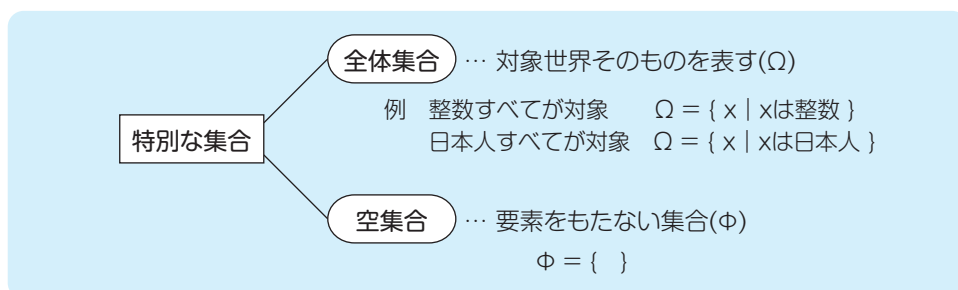 全体集合 … 対象世界そのものを表す(Ω)
例 整数すべてが対象 Ω = { x | xは整数 }
日本人すべてが対象 Ω = { x | xは日本人 }
特別な集合
空集合 … 要素をもたない集合(Φ)
Φ = { }